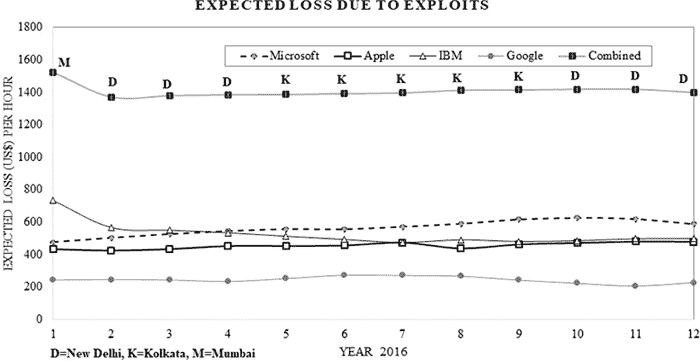 EXPECTED LOSS DUE TO EXPLOITS
EXPECTED LOSS (US$) PER HOUR
1800
1600
1400
1200
1000
800
600
400
200
0
Microsoft Apple IBM Google Combined
M D D D K K K K K D D D
1 2 3 4 5 6 7 8 9 10 11 12
YEAR 2016
D=New Delhi, K=Kolkata, M=Mumbai